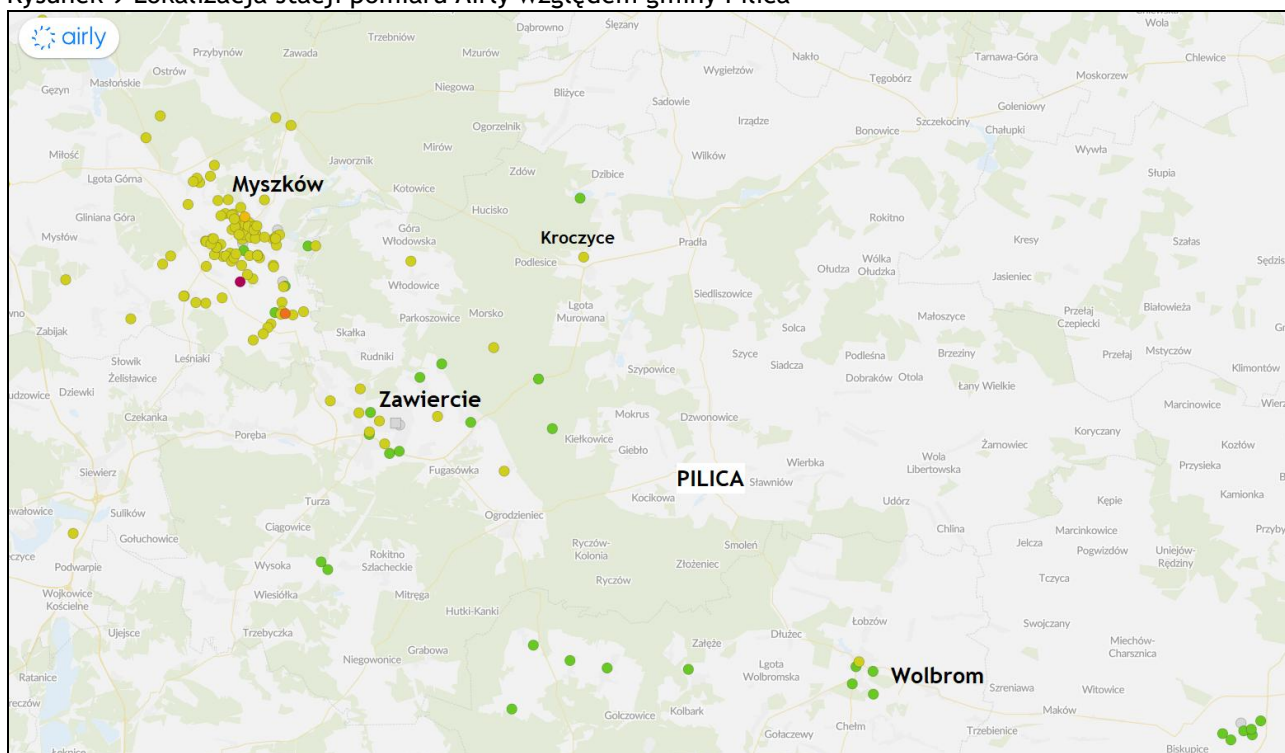 Rysunek 9 Lokalizacja stacji pomiaru Airly względem gminy Pilica
airly
Dąbrowno
Ślęzany
Wola
Trzebniów
Przybynów
Zawada
Mzurów
Nakło
Tarnawa-Góra
Chlewice
Ostrów
Masłońskie
Gęzyn
Niegowa
Bliżyce
Wygiełzów
Tęgobórz
Moskorzew
Sadowie
Goleniowy
Ogorzelnik
Irządze
Bonowice
Szczekociny
Chałupki
Miłość
Mirów
Wywła
Jaworznik
Wilków
Lgota Górna
Myszków
Kotowice
Zdów
Dzibice
Słupia
Gliniana Góra
Hucisko
Rokitno
Mysłów
Góra
Włodowska
Kroczyce
Pradła
Kresy
Szałas
Podlesice
Wólka
Ołudza
Ołudzka
Sędzis
Jasieniec
Włodowice
Siedliszowice
Lgota
Murowana
Parkoszowice
Morsko
Małoszyce
Przełaj
Czepiecki
Białowieża
Zabijak
Skałka
Solca
Słowik
Leśniaki
Rudniki
Szyce
Siadcza
Podleśna
Brzeziny
Przełaj
Mstyczów
Żelisławice
Szypowice
Dobraków
Otola
Klimontów
Łany Wielkie
udzowice
Dziewki
Zawiercie
Marcinowice
Wierz
Czekanka
Mokrus
Dzwonowice
Poręba
Kiełkowice
Giebło
Żarnowiec
Koryczany
Kozłów
Siewierz
Fugasówka
Wierbka
Wola
Libertowska
Przysieka
PILICA
Sławniów
Kocikowa
Kamionka
Turza
Udórz
Kępie
wałowice
Sulików
Ogrodzieniec
Ciągowice
Chlina
Marcinkowice
Przyby
Gołuchowice
Ryczów-
Kolonia
Smoleń
Jelcza
Pogwizdów
Uniejów-
Rędziny
Podwarpie
Wysoka
Rokitno
Szlacheckie
Złożeniec
Ryczów
Tczyca
Wojkowice
Kościelne
Wiesiółka
Mitręga
Hutki-Kanki
Łobzów
Swojczany
Ujejsce
Trzebyczka
Dłużec
Miechów-
Charsznica
Załęże
Grabowa
Niegowonice
Lgota
Wolbromska
Wolbrom
Ratanice
Szreniawa
Witowice
Golczowice
Kolbark
Maków
Chełm
Gołaczewy
Trzebienice
Biskupice